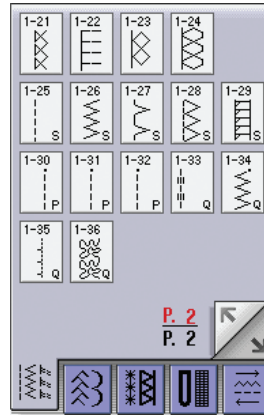 1-21 1-22 1-23 1-24
1-25 1-26 1-27 1-28 1-29
S S S S S
1-30 1-31 1-32 1-33 1-34
P P P Q Q
1-35 1-36
Q Q
P. 2
P. 2